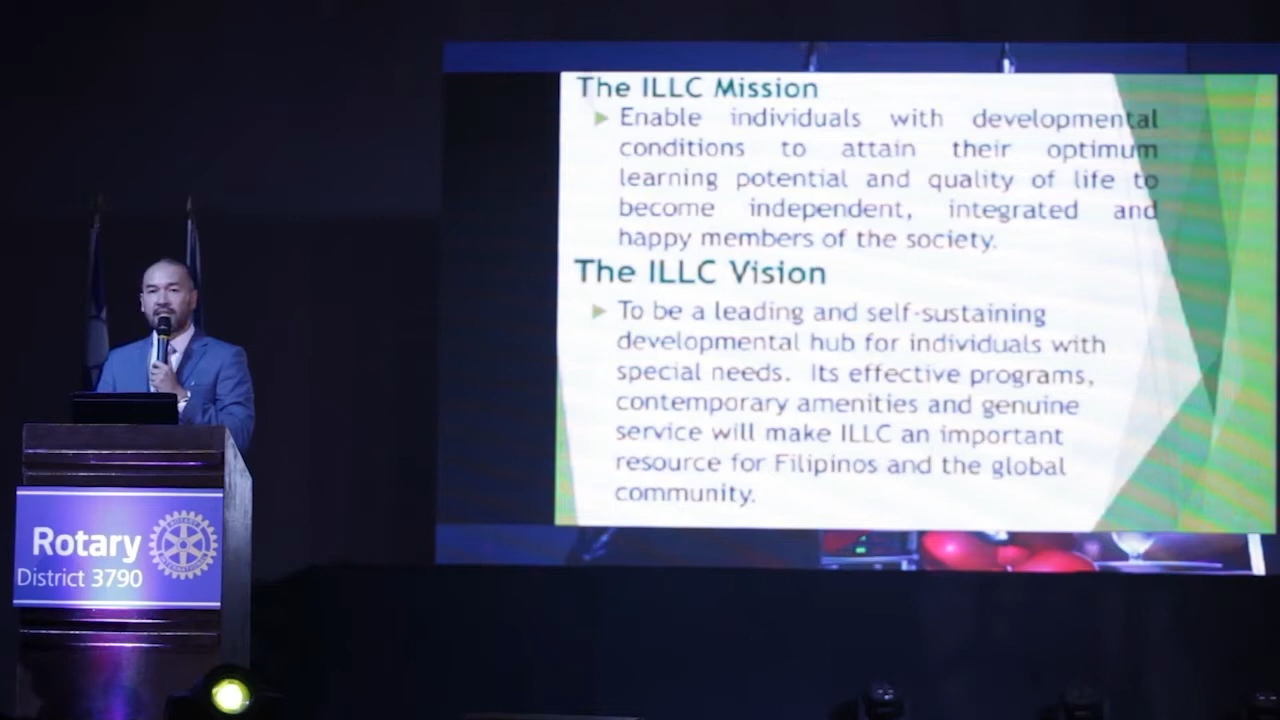 The ILLC Mission
Enable individuals with developmental
conditions to attain their optimum
learning potential and quality of life to
become independent, integrated and
happy members of the society.
The ILLC Vision
To be a leading and self-sustaining
developmental hub for individuals with
special needs. Its effective programs,
contemporary amenities and genuine
service will make ILLC an important
resource for Filipinos and the global
community.
Rotary
District 3790